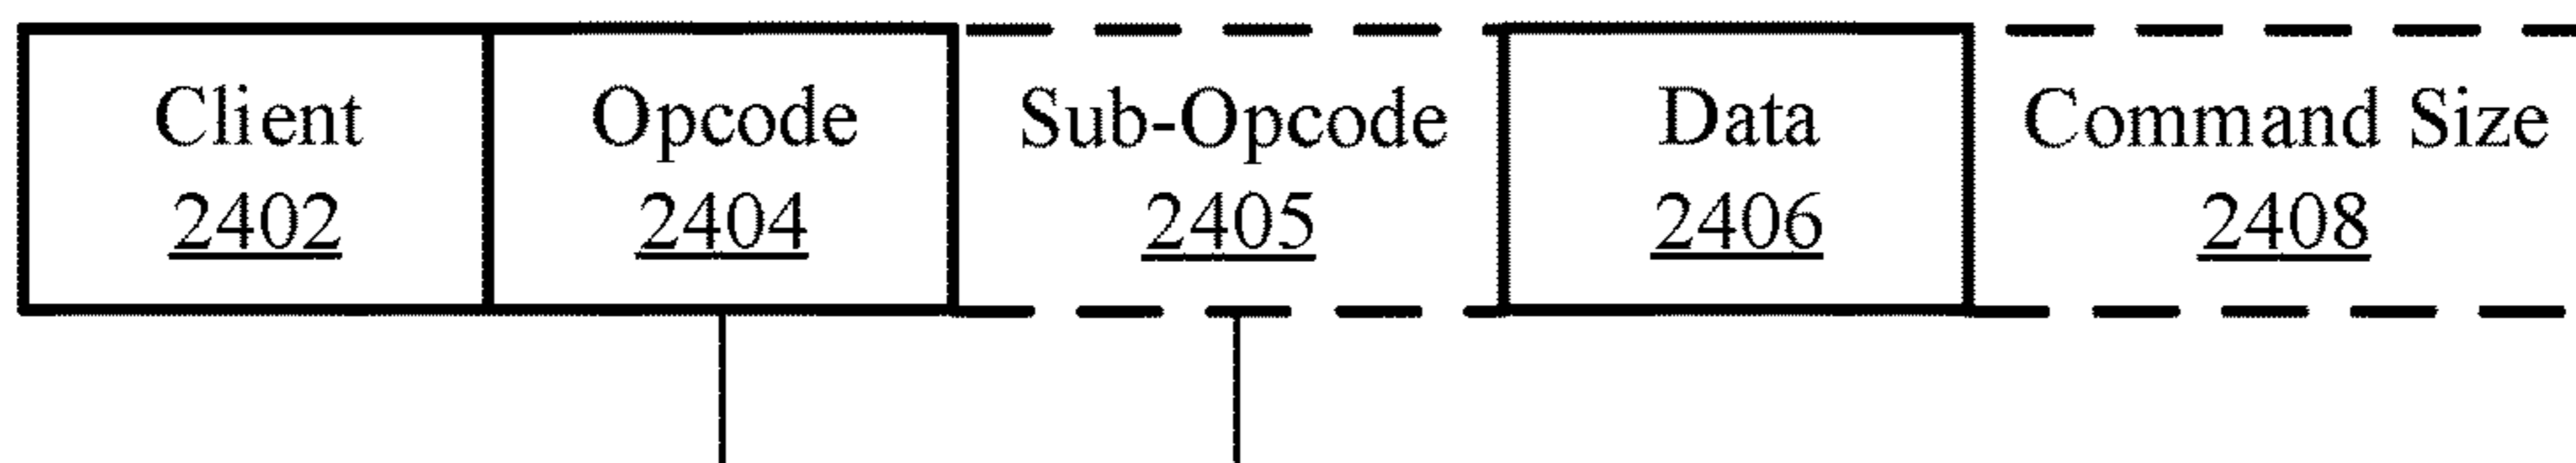 Client Opcode Sub-Opcode Data Command Size
2402 2404 2405 2406 2408